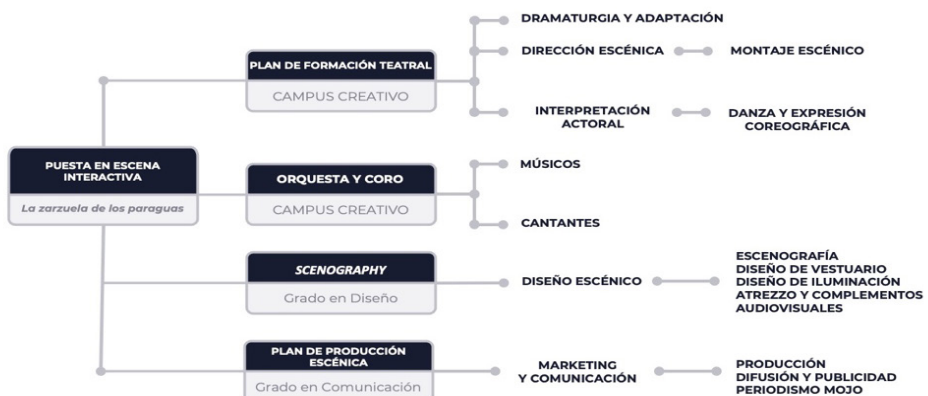 DRAMATURGIA Y ADAPTACIÓN
PLAN DE FORMACIÓN TEATRAL
CAMPUS CREATIVO
DIRECCIÓN ESCÉNICA
MONTAJE ESCÉNICO
INTERPRETACIÓN
ACTORAL
DANZA Y EXPRESIÓN
COREOGRÁFICA
PUESTA EN ESCENA
INTERACTIVA
La zarzuela de los paraguas
ORQUESTA Y CORO
CAMPUS CREATIVO
MÚSICOS
CANTANTES
SCENOGRAPHY
Grado en Diseño
DISEÑO ESCÉNICO
ESCENOGRAFÍA
DISEÑO DE VESTUARIO
DISEÑO DE ILUMINACIÓN
ATREZZO Y COMPLEMENTOS
AUDIOVISUALES
PLAN DE PRODUCCIÓN
ESCÉNICA
Grado en Comunicación
MARKETING
Y COMUNICACIÓN
PRODUCCIÓN
DIFUSIÓN Y PUBLICIDAD
PERIODISMO MOJO